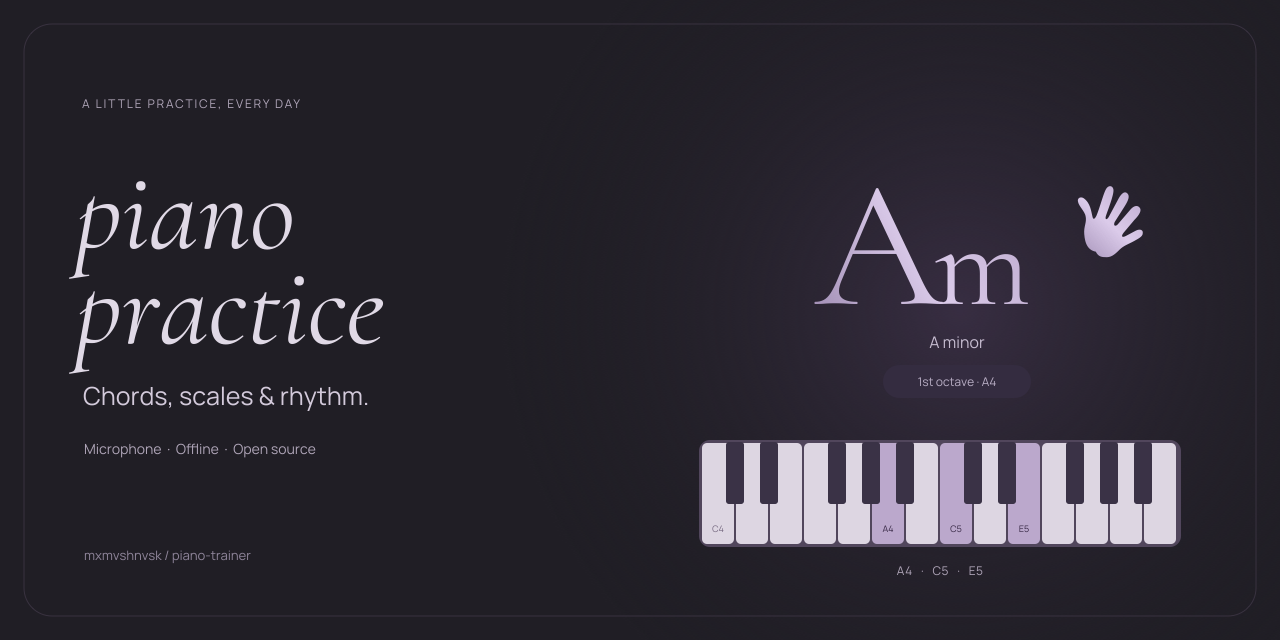 A LITTLE PRACTICE, EVERY DAY
piano
practice
Chords, scales & rhythm.
Microphone · Offline · Open source
mxmvshnvsk / piano-trainer
Am
A minor
1st octave · A4
C4 A4 C5 E5
A4 · C5 · E5